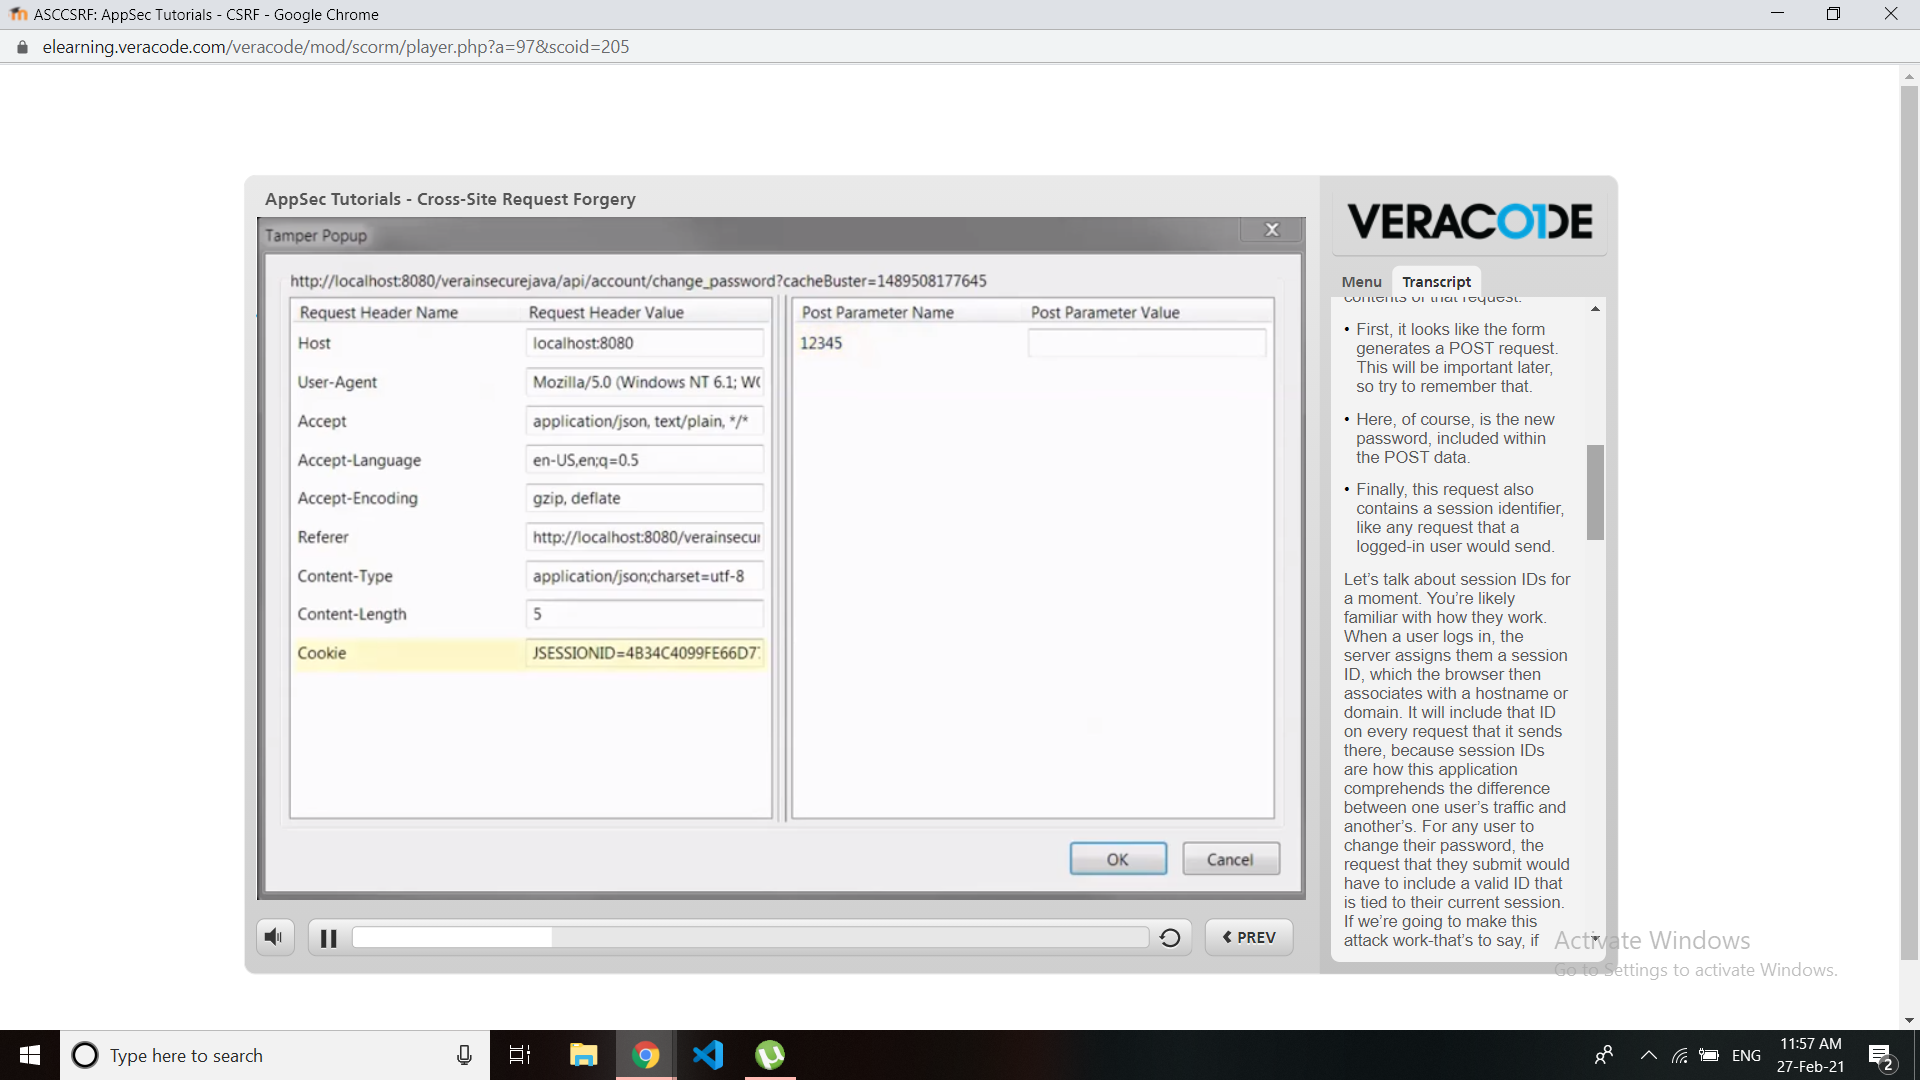 ASCCSRF: AppSec Tutorials - CSRF - Google Chrome
elearning.veracode.com/veracode/mod/scorm/player.php?a=97&scoid=205
AppSec Tutorials - Cross-Site Request Forgery
Tamper Popup
X
http://localhost:8080/verainsecurejava/api/account/change_password?cacheBuster=1489508177645
Request Header Name Request Header Value
Host localhost:8080
User-Agent Mozilla/5.0 (Windows NT 6.1; WO
Accept application/json, text/plain, */*
Accept-Language en-US,en;q=0.5
Accept-Encoding gzip, deflate
Referer http://localhost:8080/verainsecur
Content-Type application/json;charset=utf-8
Content-Length 5
Cookie JSESSIONID=4B34C4099FE66D77
Post Parameter Name Post Parameter Value
12345
OK Cancel
PREV
VERACODE
Menu Transcript
contents of that request.
• First, it looks like the form
generates a POST request.
This will be important later,
so try to remember that.
• Here, of course, is the new
password, included within
the POST data.
• Finally, this request also
contains a session identifier,
like any request that a
logged-in user would send.
Let's talk about session IDs for
a moment. You're likely
familiar with how they work.
When a user logs in, the
server assigns them a session
ID, which the browser then
associates with a hostname or
domain. It will include that ID
on every request that it sends
there, because session IDs
are how this application
comprehends the difference
between one user's traffic and
another's. For any user to
change their password, the
request that they submit would
have to include a valid ID that
is tied to their current session.
If we're going to make this
attack work-that's to say, if
Activate Windows
Go to Settings to activate Windows.
Type here to search
ENG
11:57 AM
27-Feb-21
2